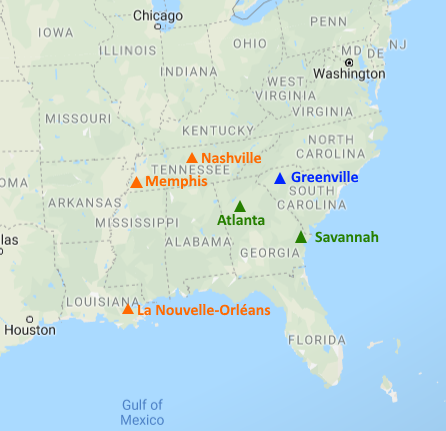 Chicago
PENN
IOWA
OHIO
NJ
ILLINOIS
MD
DE
INDIANA
Washington
WEST
VIRGINIA
VIRGINIA
MISSOURI
KENTUCKY
NORTH
CAROLINA
Nashville
TENNESSEE
Greenville
OMA
Memphis
SOUTH
CAROLINA
ARKANSAS
Atlanta
MISSISSIPPI
las
ALABAMA
Savannah
GEORGIA
LOUISIANA
La Nouvelle-Orléans
Houston
FLORIDA
Gulf of
Mexico